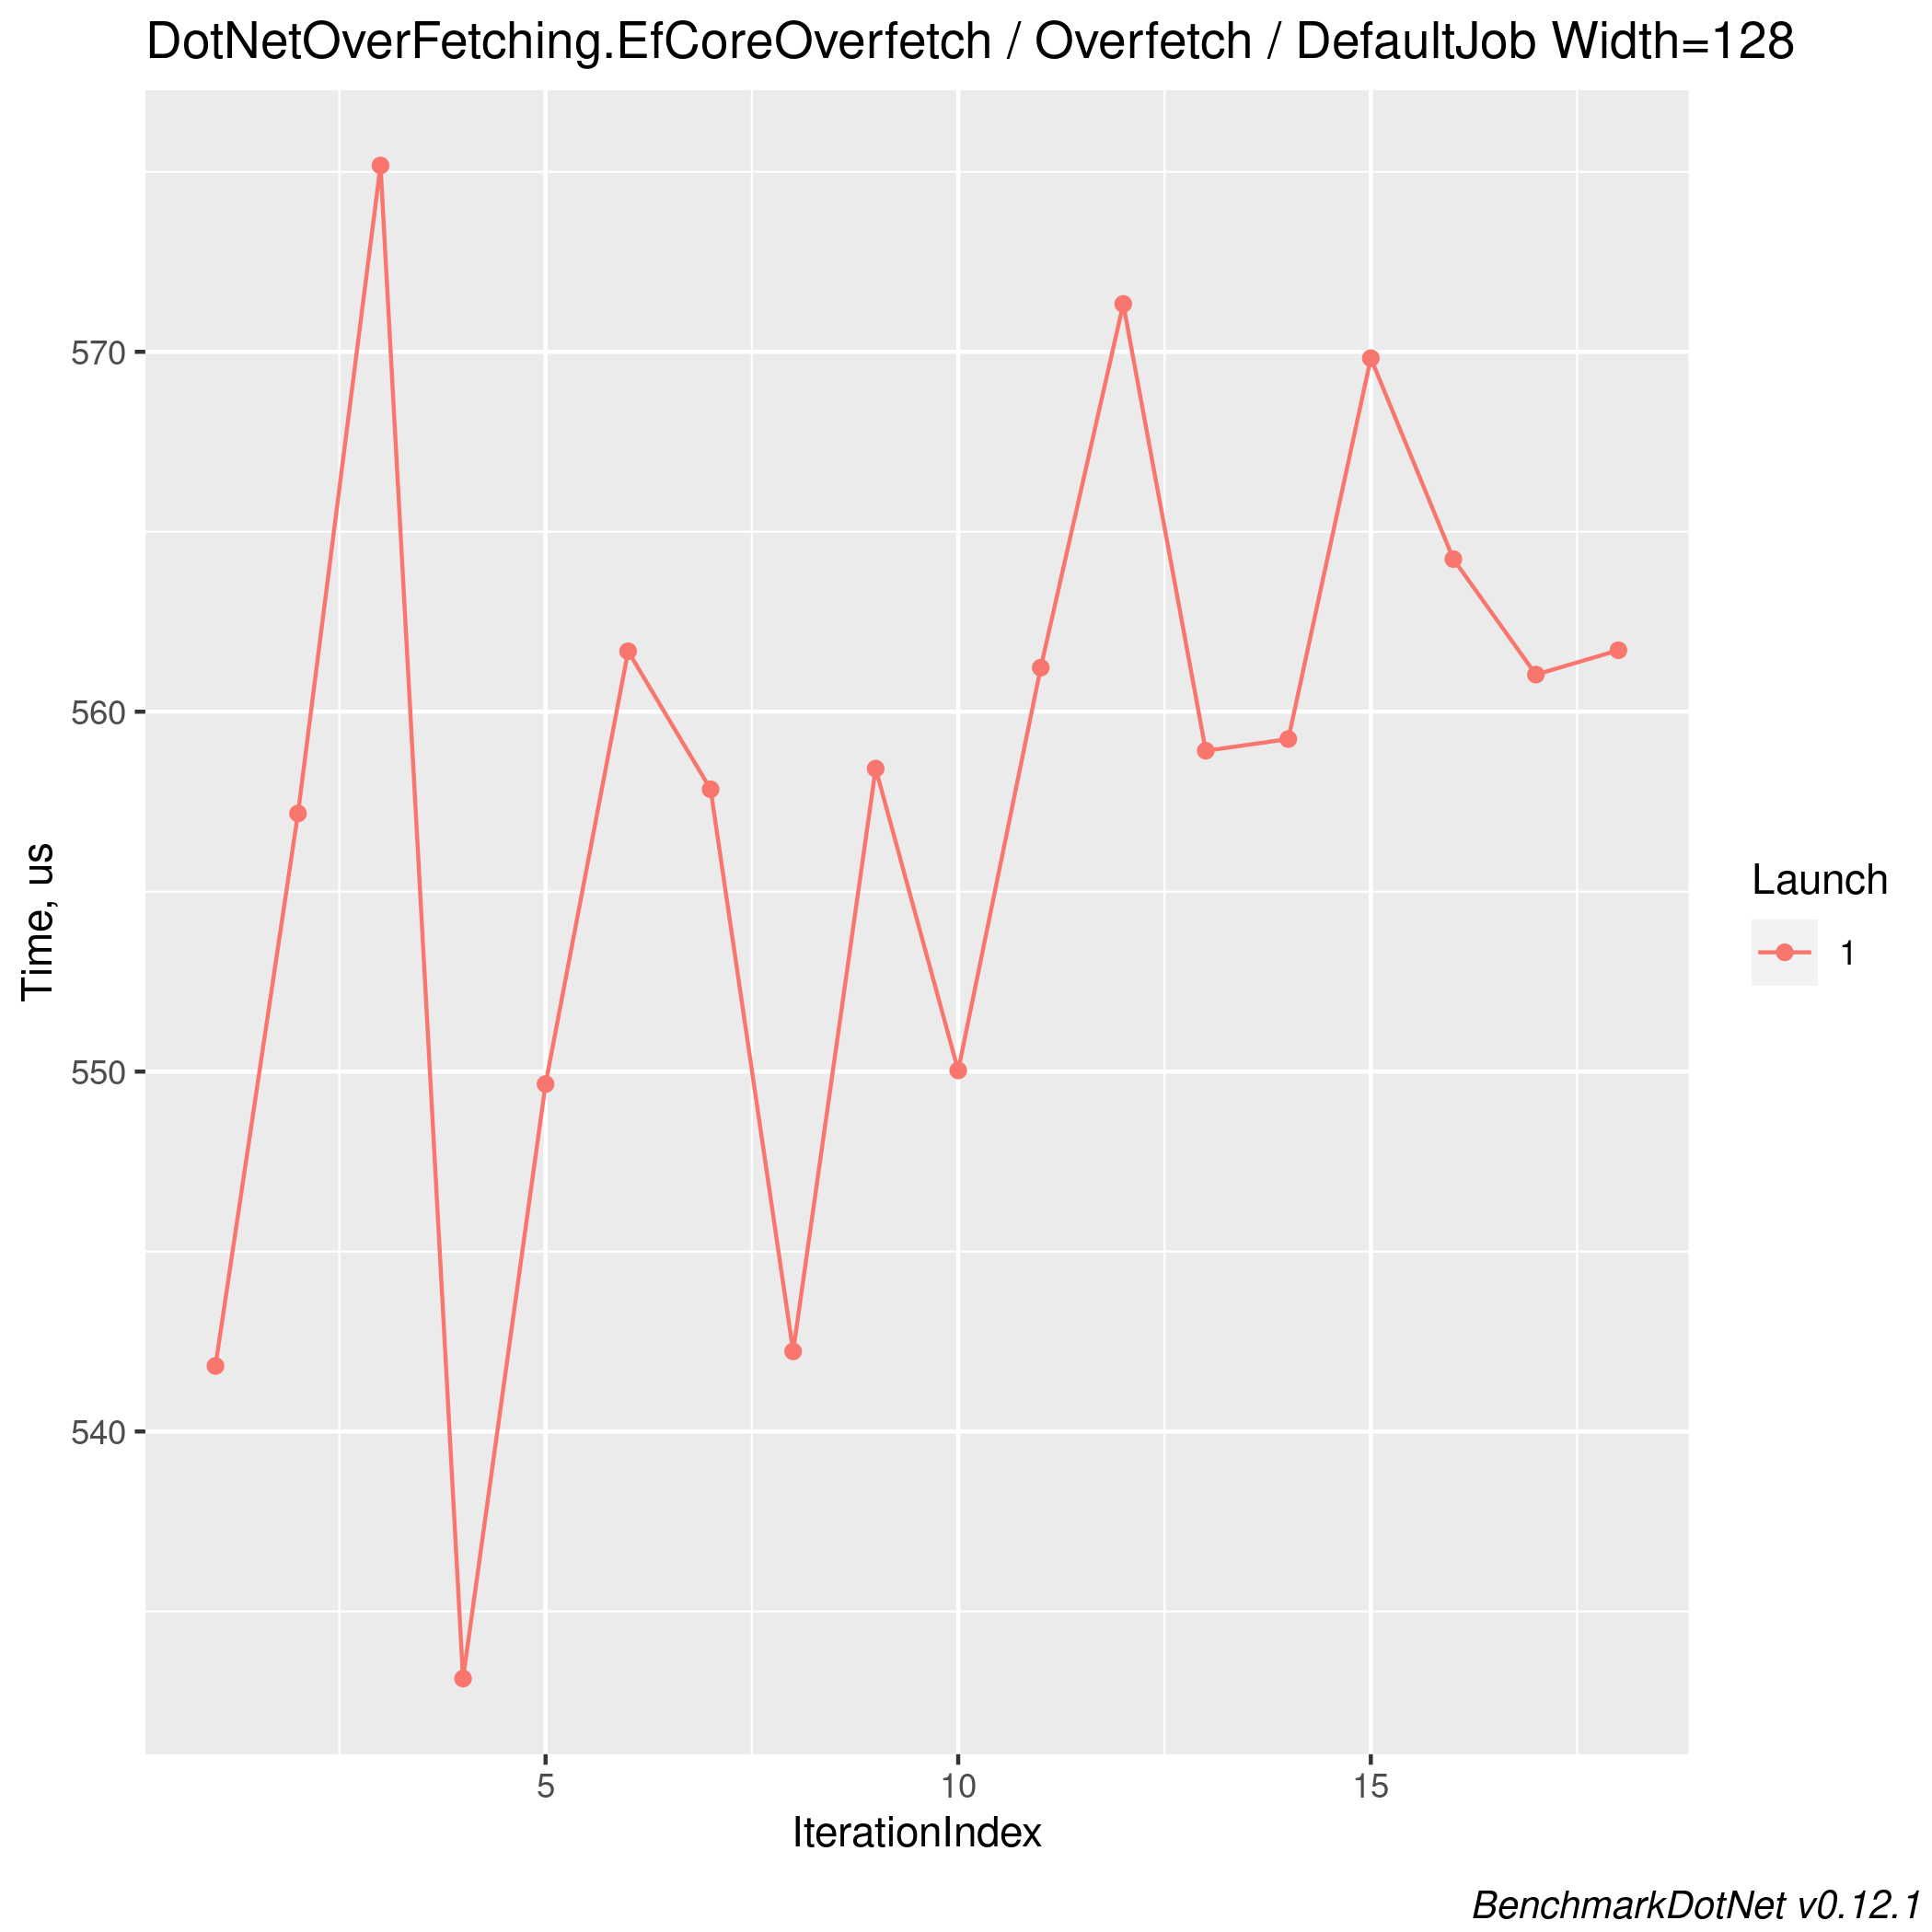 DotNetOverFetching.EfCoreOverfetch / Overfetch / DefaultJob Width=128
570
560
550
540
Time, us
5 10 15
IterationIndex
Launch
1
BenchmarkDotNet v0.12.1